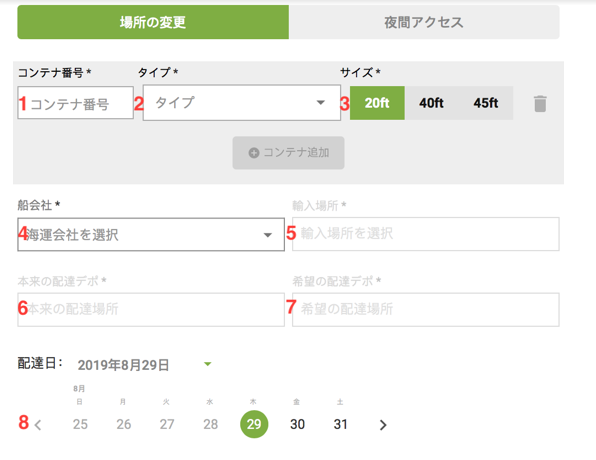 場所の変更 夜間アクセス
コンテナ番号 * タイプ * サイズ *
1 コンテナ番号 2 タイプ 3 20ft 40ft 45ft
コンテナ追加
船会社 * 輸入場所 *
4 海運会社を選択 5 輸入場所を選択
本来の配達デポ * 希望の配達デポ *
6 本来の配達場所 7 希望の配達場所
配達日： 2019年8月29日
8月
日 月 火 水 木 金 土
8 25 26 27 28 29 30 31